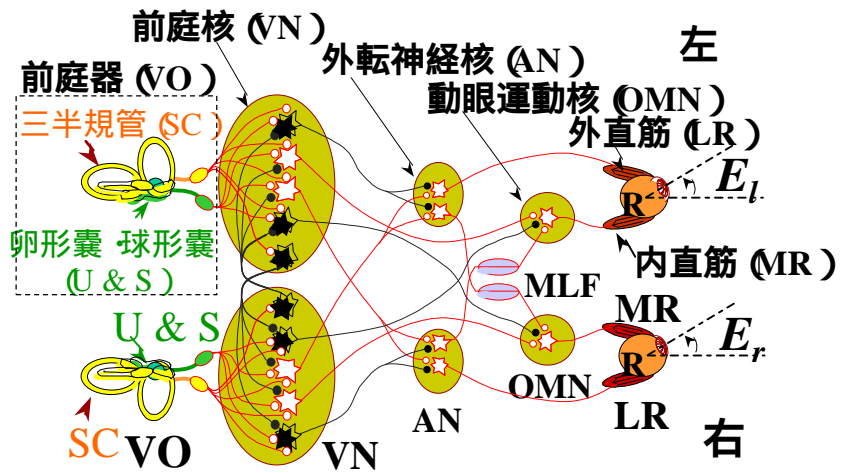 前庭核 (VN)
左
外転神経核 (AN)
前庭器 (VO)
動眼運動核 (OMN)
三半規管 (SC)
外直筋 (LR)
E_l
R
卵形嚢・球形嚢
(U & S)
内直筋 (MR)
MLF
MR
U & S
E_r
R
OMN
AN
LR
SC
VO
VN
右